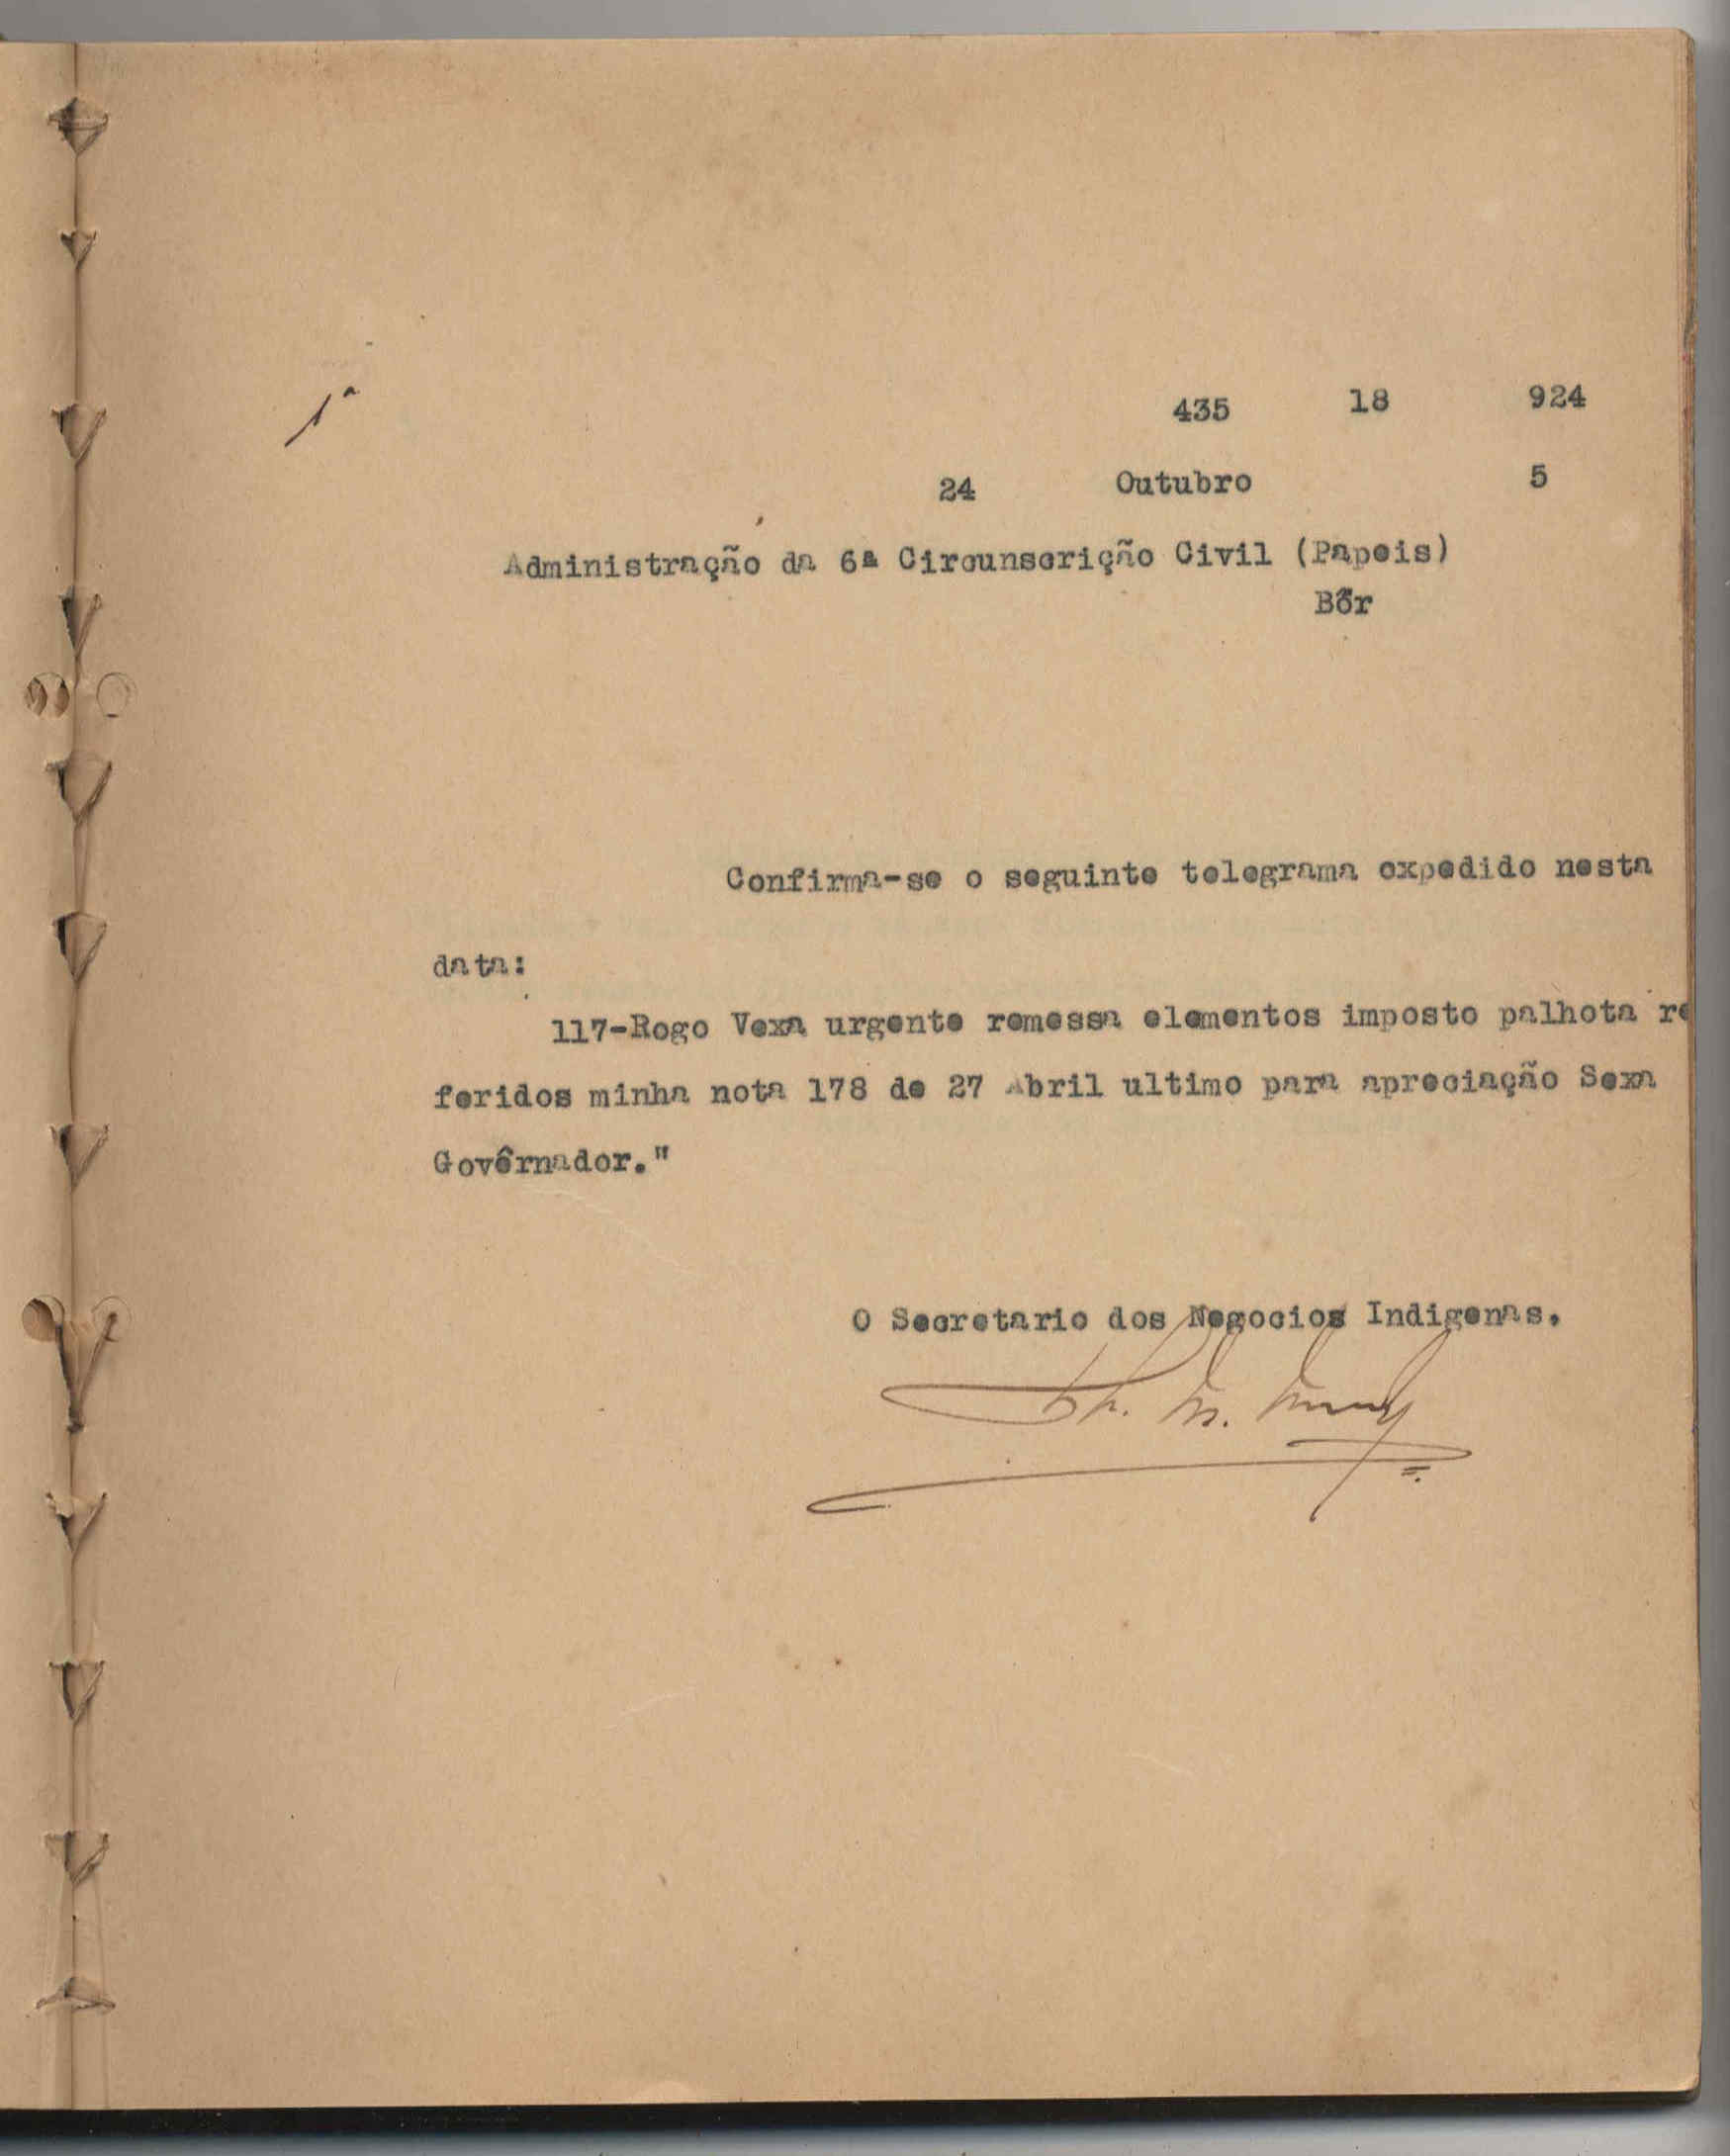 1ª
435 18 924
24 Outubro 5
Administração da 6ª Circunscrição Civil (Papeis)
Bôr
Confirma-se o seguinte telegrama expedido nesta
data:
117-Rogo Vexa urgente remessa elementos imposto palhota re
feridos minha nota 178 de 27 Abril ultimo para apreciação Sexa
Govêrnador."
O Secretario dos Negocios Indigenas.